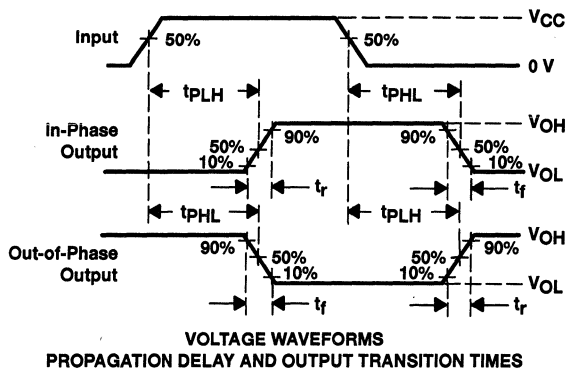 Input
50%
50%
VCC
0 V
tPLH
tPHL
In-Phase
Output
50%
10%
90%
90%
50%
10%
VOH
VOL
tr
tf
tPHL
tPLH
Out-of-Phase
Output
90%
50%
10%
50%
10%
90%
VOH
VOL
tf
tr
VOLTAGE WAVEFORMS
PROPAGATION DELAY AND OUTPUT TRANSITION TIMES